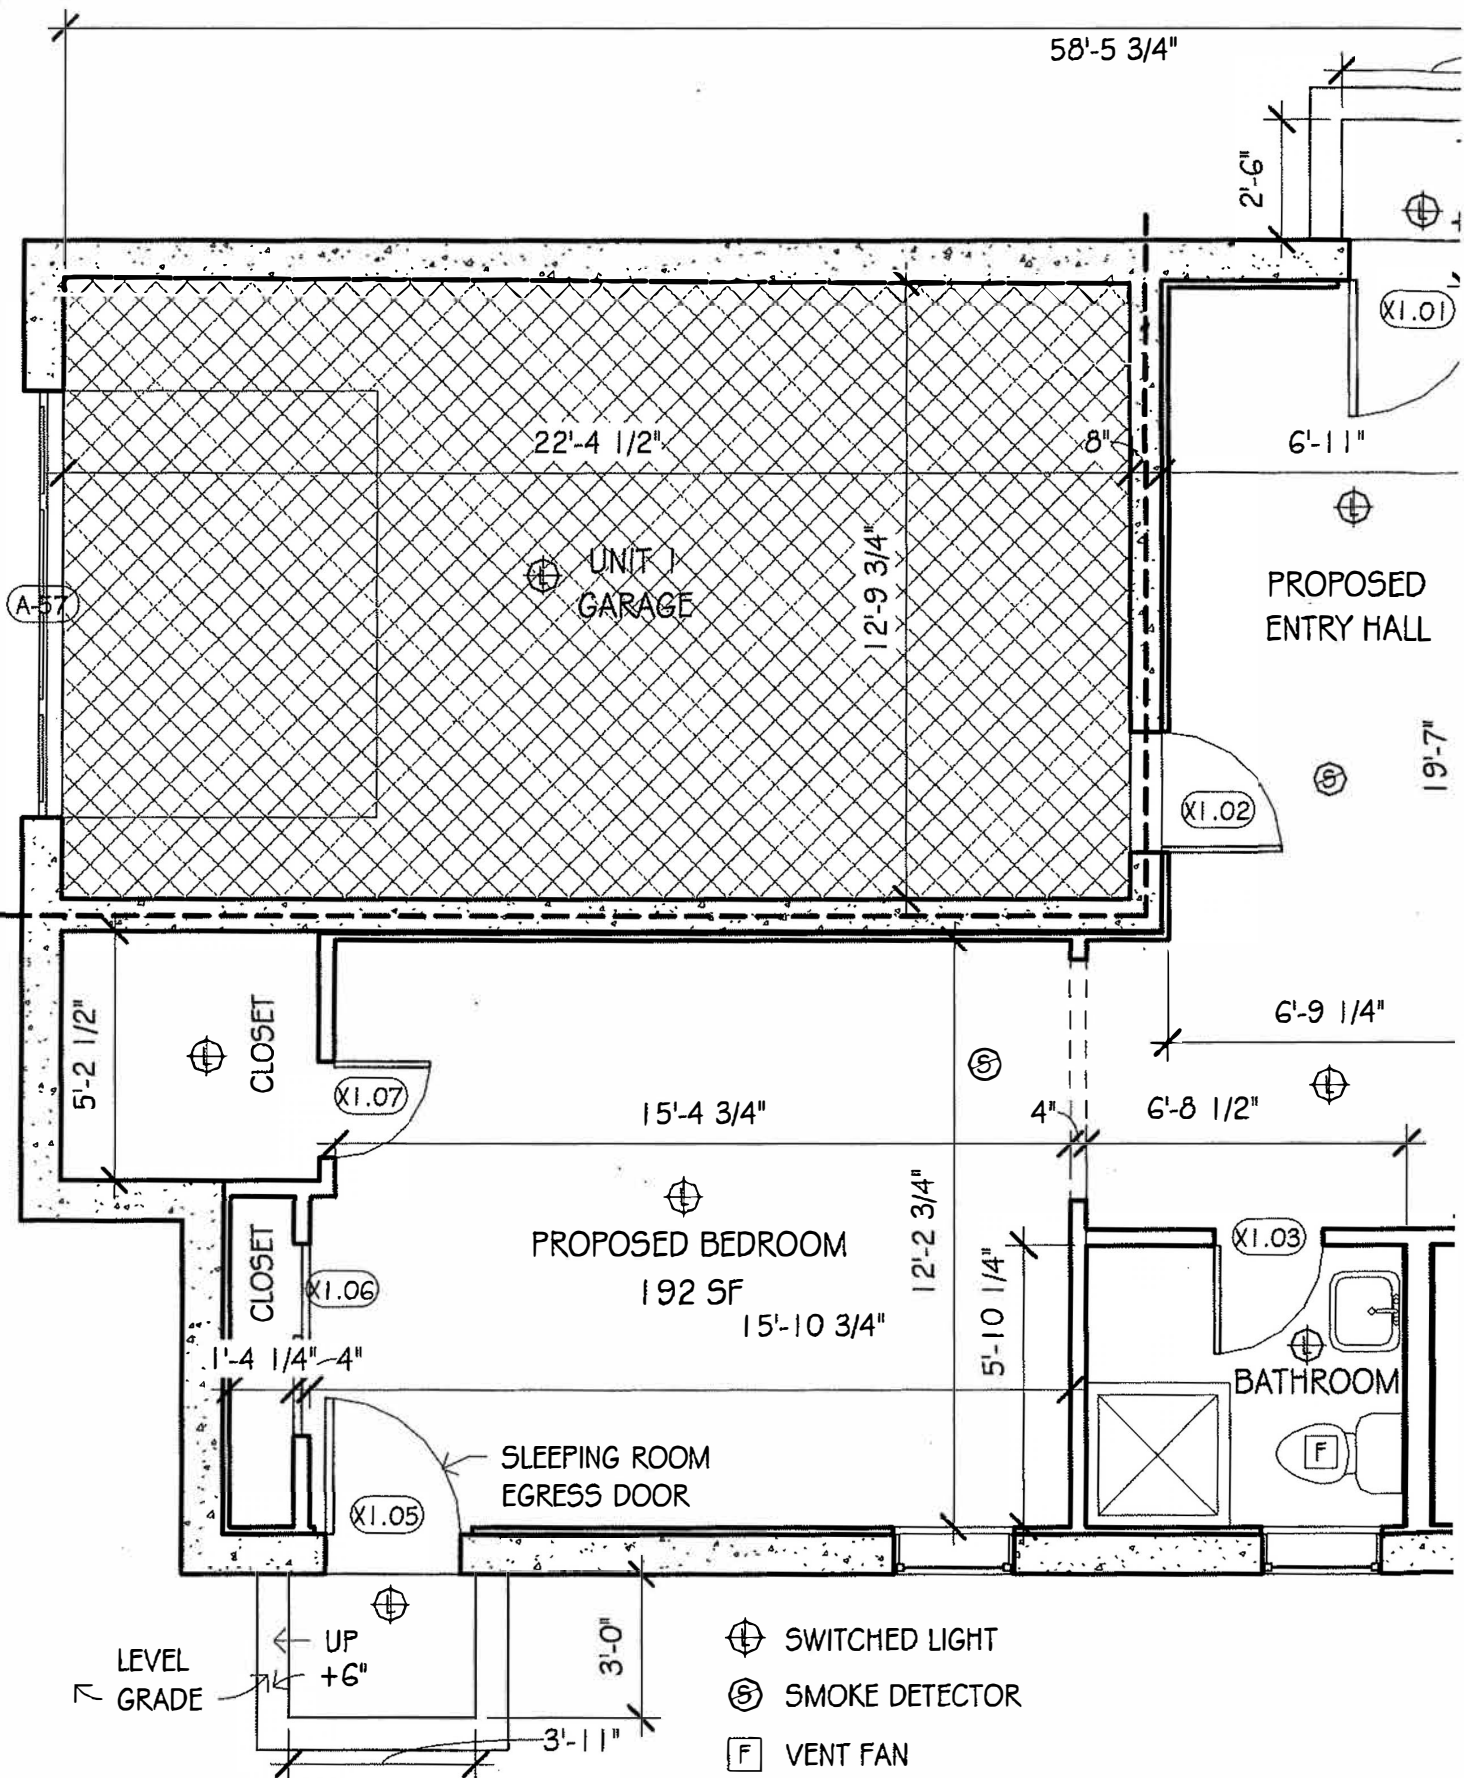 58'-5 3/4"
2'-6"
L
X1.01
22'-4 1/2"
8"
6'-11"
L
L
UNIT 1
GARAGE
12'-9 3/4"
PROPOSED
ENTRY HALL
A-57
19'-7"
S
X1.02
5'-2 1/2"
L
CLOSET
X1.07
S
6'-9 1/4"
L
15'-4 3/4"
4"
6'-8 1/2"
L
PROPOSED BEDROOM
192 SF
15'-10 3/4"
12'-2 3/4"
5'-10 1/4"
X1.03
CLOSET
X1.06
1'-4 1/4"
4"
L
BATHROOM
F
SLEEPING ROOM
EGRESS DOOR
X1.05
L
UP
+6"
LEVEL
GRADE
3'-0"
3'-11"
L SWITCHED LIGHT
S SMOKE DETECTOR
F VENT FAN